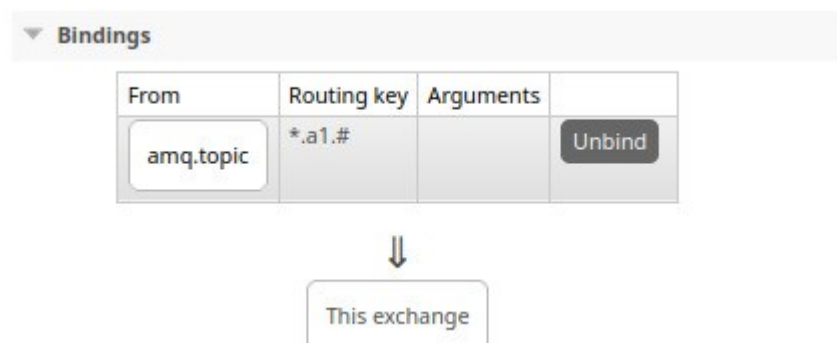 Bindings
From Routing key Arguments
amq.topic *.a1.# Unbind
⇓
This exchange